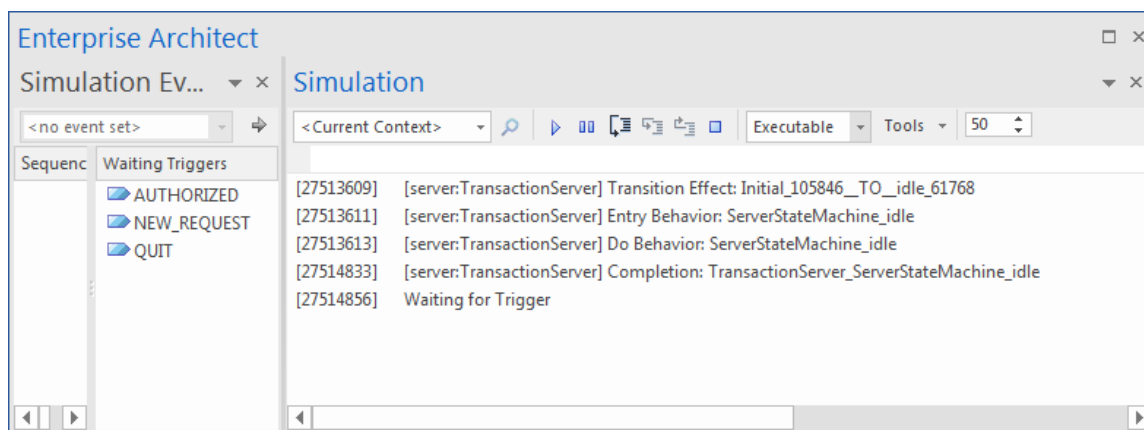 Enterprise Architect
Simulation Ev...
<no event set>
Sequenc Waiting Triggers
AUTHORIZED
NEW_REQUEST
QUIT
Simulation
<Current Context> Executable Tools 50
[27513609] [server:TransactionServer] Transition Effect: Initial_105846__TO__idle_61768
[27513611] [server:TransactionServer] Entry Behavior: ServerStateMachine_idle
[27513613] [server:TransactionServer] Do Behavior: ServerStateMachine_idle
[27514833] [server:TransactionServer] Completion: TransactionServer_ServerStateMachine_idle
[27514856] Waiting for Trigger